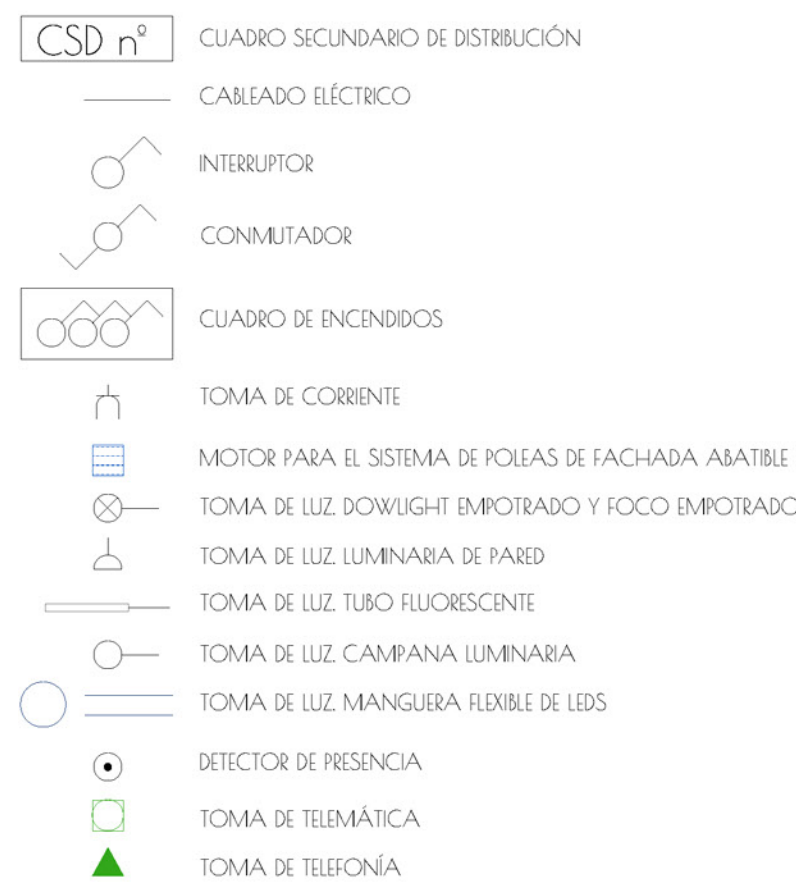 CSD nº CUADRO SECUNDARIO DE DISTRIBUCIÓN
CABLEADO ELÉCTRICO
INTERRUPTOR
CONMUTADOR
CUADRO DE ENCENDIDOS
TOMA DE CORRIENTE
MOTOR PARA EL SISTEMA DE POLEAS DE FACHADA ABATIBLE
TOMA DE LUZ. DOWLIGHT EMPOTRADO Y FOCO EMPOTRADO
TOMA DE LUZ. LUMINARIA DE PARED
TOMA DE LUZ. TUBO FLUORESCENTE
TOMA DE LUZ. CAMPANA LUMINARIA
TOMA DE LUZ. MANGUERA FLEXIBLE DE LEDS
DETECTOR DE PRESENCIA
TOMA DE TELEMÁTICA
TOMA DE TELEFONÍA